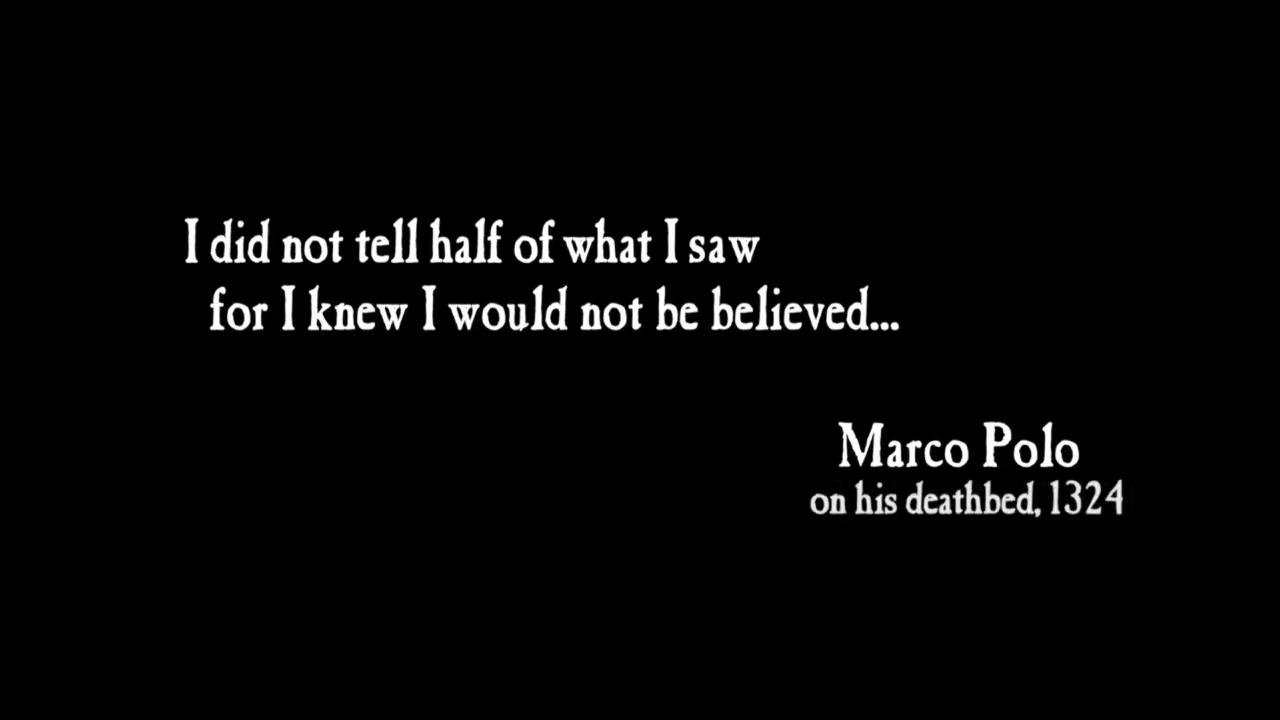 I did not tell half of what I saw
for I knew I would not be believed...
Marco Polo
on his deathbed, 1324